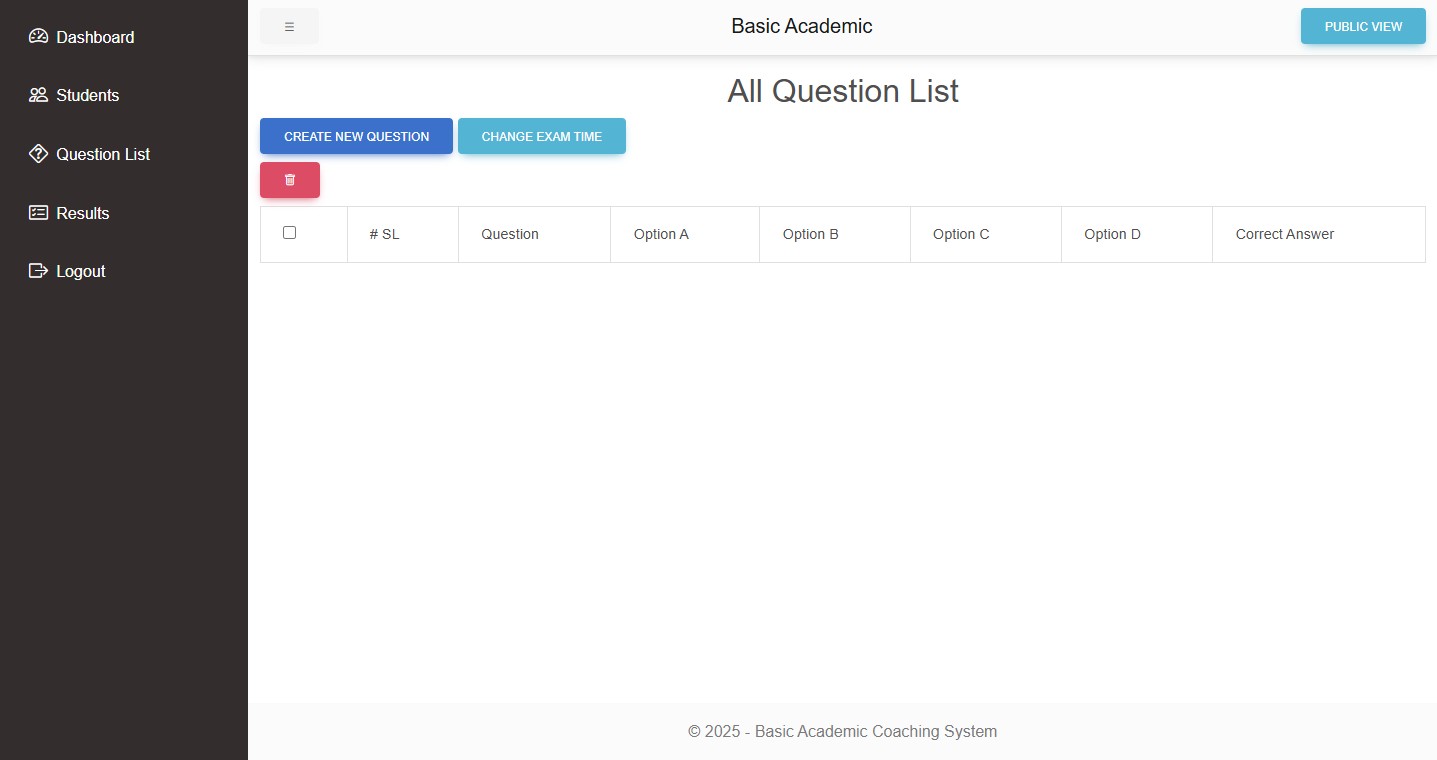 Dashboard
Students
Question List
Results
Logout
Basic Academic
PUBLIC VIEW
All Question List
CREATE NEW QUESTION
CHANGE EXAM TIME
# SL
Question
Option A
Option B
Option C
Option D
Correct Answer
© 2025 - Basic Academic Coaching System